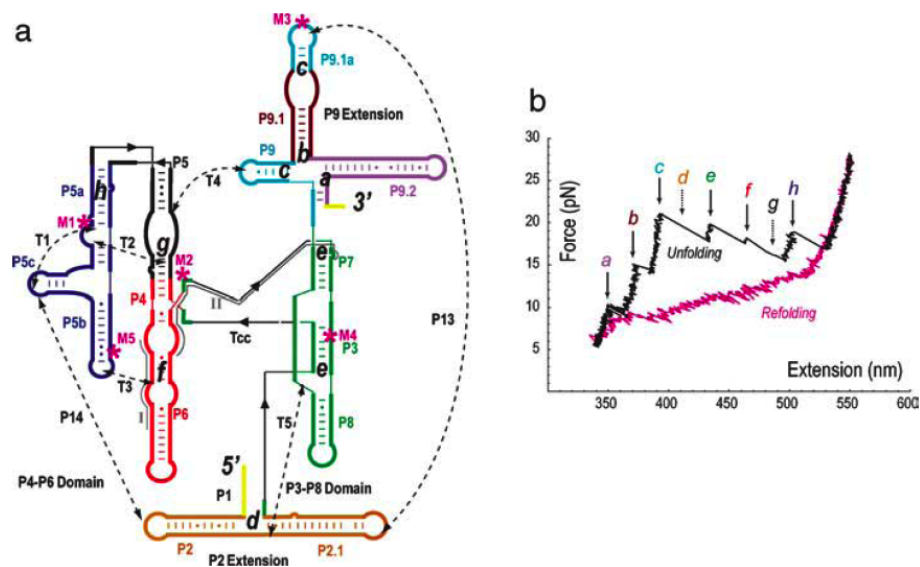 a
M3
P9.1a
c
P9.1
P9 Extension
b
P9
c
a
P9.2
3'
T4
P5
P5a
h
M1
T1
T2
g
M2
P5c
P4
II
e
P7
P5b
M5
Tcc
M4
P3
e
P13
T3
f
P14
I
P6
T5
P8
5'
P4-P6 Domain
P1
P3-P8 Domain
d
P2
P2.1
P2 Extension
b
30
25
20
15
10
5
Force (pN)
a
b
c
d
e
f
g
h
Unfolding
Refolding
Extension (nm)
350
400
450
500
550
600